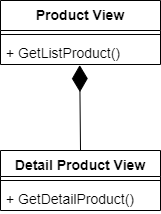 Product View
+ GetListProduct()
Detail Product View
+ GetDetailProduct()